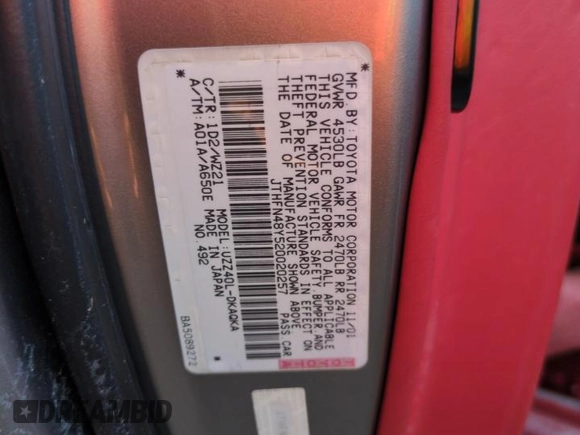 MFD. BY: TOYOTA MOTOR CORPORATION 11/01
GVWR 4530LB GAWR FR 2470LB RR 2470LB
THIS VEHICLE CONFORMS TO ALL APPLICABLE
FEDERAL MOTOR VEHICLE SAFETY BUMPER AND
THEFT PREVENTION STANDARDS IN EFFECT ON
THE DATE OF MANUFACTURE SHOWN ABOVE.
JTHFN48Y520020257 PASS. CAR
TOYOTA
C/TR: 1D2/WZ21 MODEL: UZZ40L-DKAQKA
A/TM: A01A/A650E MADE IN JAPAN
NO. 492
BA5089272
DREAMBID